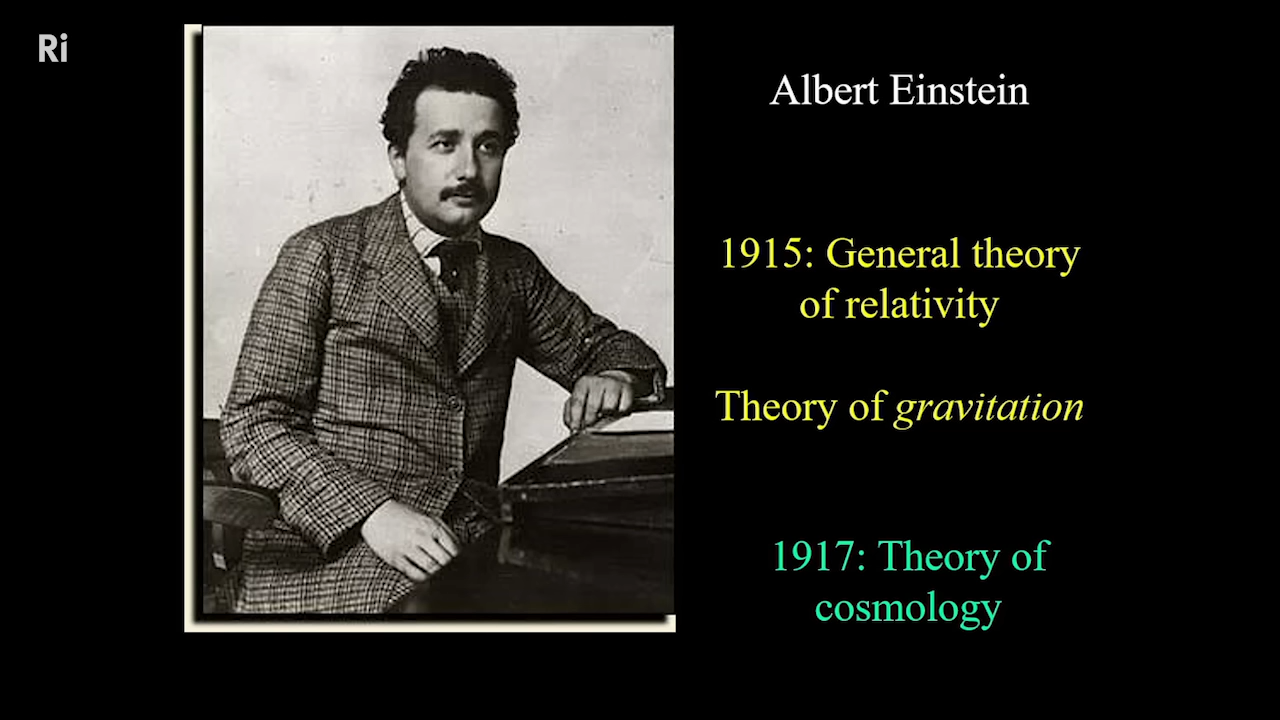 Ri
Albert Einstein
1915: General theory
of relativity
Theory of gravitation
1917: Theory of
cosmology